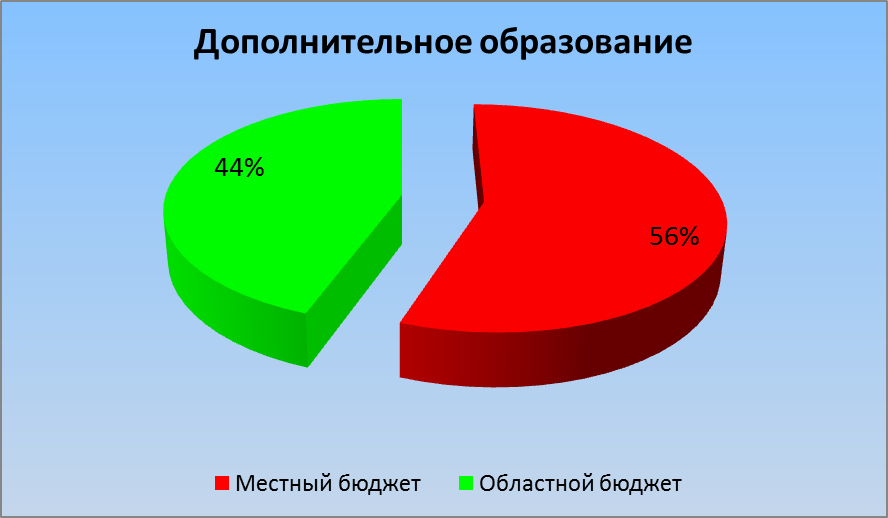 Дополнительное образование
44%
56%
Местный бюджет
Областной бюджет